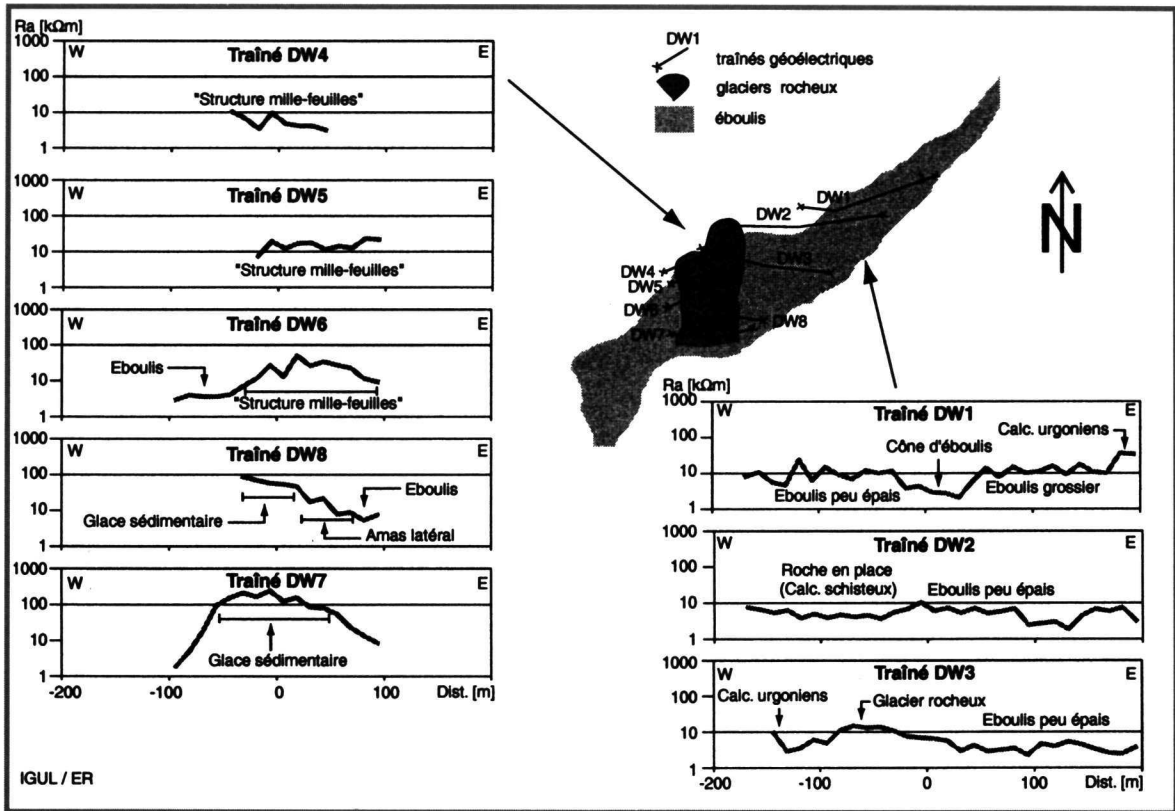 Ra [kΩm]
1000
100
10
1
W
E
Traîné DW4
"Structure mille-feuilles"
1000
100
10
1
W
E
Traîné DW5
"Structure mille-feuilles"
1000
100
10
1
W
E
Traîné DW6
Eboulis
"Structure mille-feuilles"
1000
100
10
1
W
E
Traîné DW8
Eboulis
Glace sédimentaire
Amas latéral
1000
100
10
1
W
E
Traîné DW7
Glace sédimentaire
-200
-100
0
100
Dist. [m]
DW1
traînés géoélectriques
glaciers rocheux
éboulis
N
DW1
DW2
DW3
DW4
DW5
DW6
DW7
DW8
Ra [kΩm]
1000
100
10
1
W
E
Traîné DW1
Calc. urgoniens
Cône d'éboulis
Eboulis peu épais
Eboulis grossier
1000
100
10
1
W
E
Traîné DW2
Roche en place
(Calc. schisteux)
Eboulis peu épais
1000
100
10
1
W
E
Traîné DW3
Calc. urgoniens
Glacier rocheux
Eboulis peu épais
-200
-100
0
100
Dist. [m]
IGUL / ER